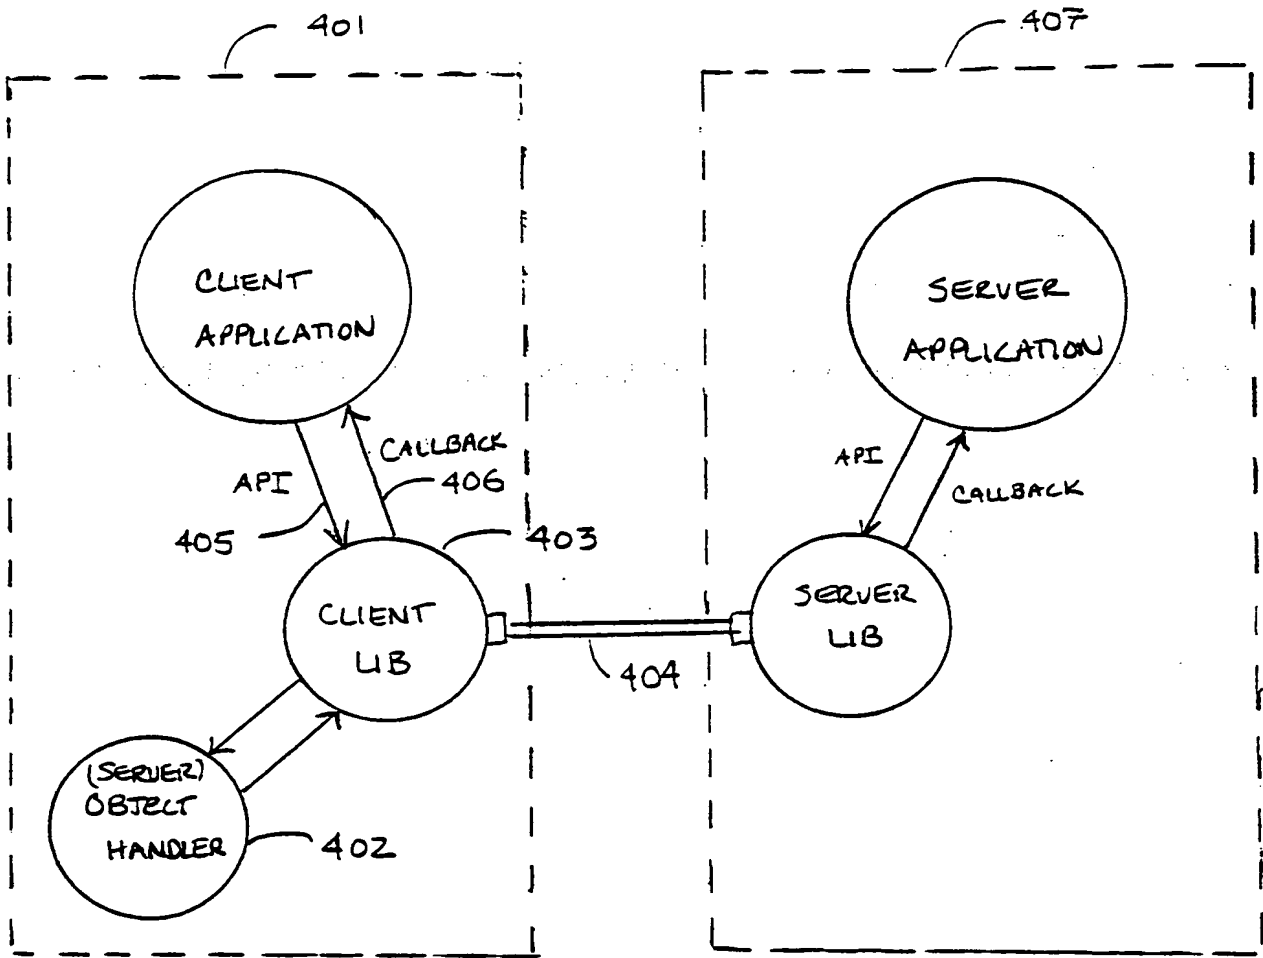 401
407
CLIENT
APPLICATION
SERVER
APPLICATION
CALLBACK
API
406
405
API
CALLBACK
403
CLIENT
LIB
SERVER
LIB
404
(SERVER)
OBJECT
HANDLER
402